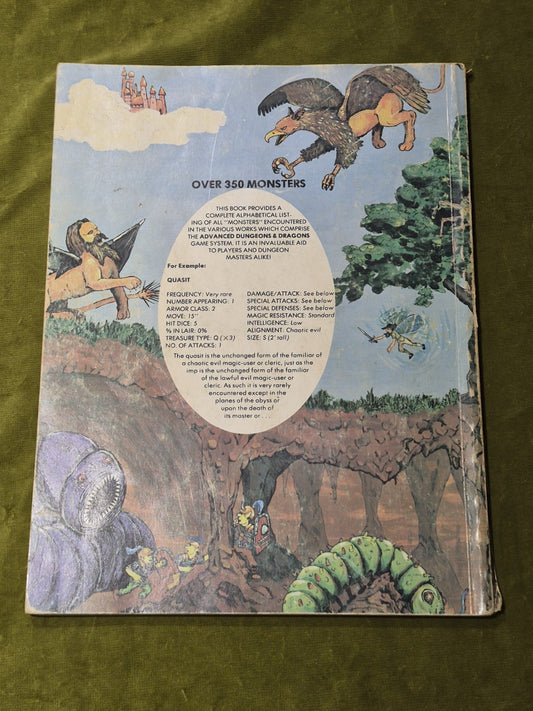 OVER 350 MONSTERS
THIS BOOK PROVIDES A
COMPLETE ALPHABETICAL LIST-
ING OF ALL "MONSTERS" ENCOUNTERED
IN THE VARIOUS WORKS WHICH COMPRISE
THE ADVANCED DUNGEONS & DRAGONS
GAME SYSTEM. IT IS AN INVALUABLE AID
TO PLAYERS AND DUNGEON
MASTERS ALIKE!
For Example:
QUASIT
FREQUENCY: Very rare
NUMBER APPEARING: 1
ARMOR CLASS: 2
MOVE: 15"
HIT DICE: 5
% IN LAIR: 0%
TREASURE TYPE: Q (×3)
NO. OF ATTACKS: 1
DAMAGE/ATTACK: See below
SPECIAL ATTACKS: See below
SPECIAL DEFENSES: See below
MAGIC RESISTANCE: Standard
INTELLIGENCE: Low
ALIGNMENT: Chaotic evil
SIZE: S (2' tall)
The quasit is the unchanged form of the familiar of
a chaotic evil magic-user or cleric, just as the
imp is the unchanged form of the familiar
of the lawful evil magic-user or
cleric. As such it is very rarely
encountered except in the
planes of the abyss or
upon the death of
its master or . . .